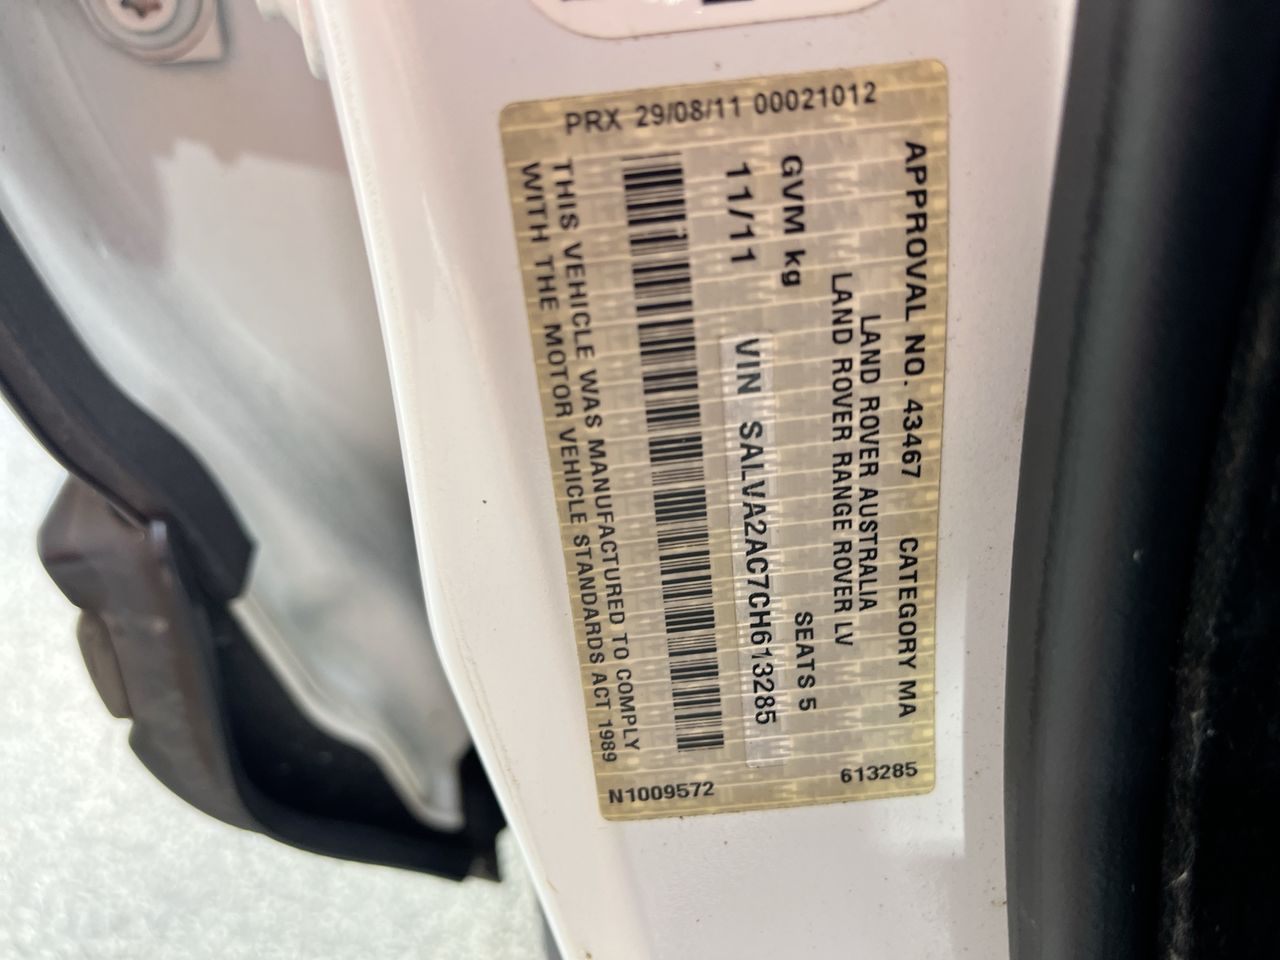 PRX 29/08/11 00021012
APPROVAL NO. 43467 CATEGORY MA
LAND ROVER AUSTRALIA
LAND ROVER RANGE ROVER LV
GVM kg SEATS 5
11/11 VIN SALVA2AC7CH613285
THIS VEHICLE WAS MANUFACTURED TO COMPLY
WITH THE MOTOR VEHICLE STANDARDS ACT 1989
N1009572 613285